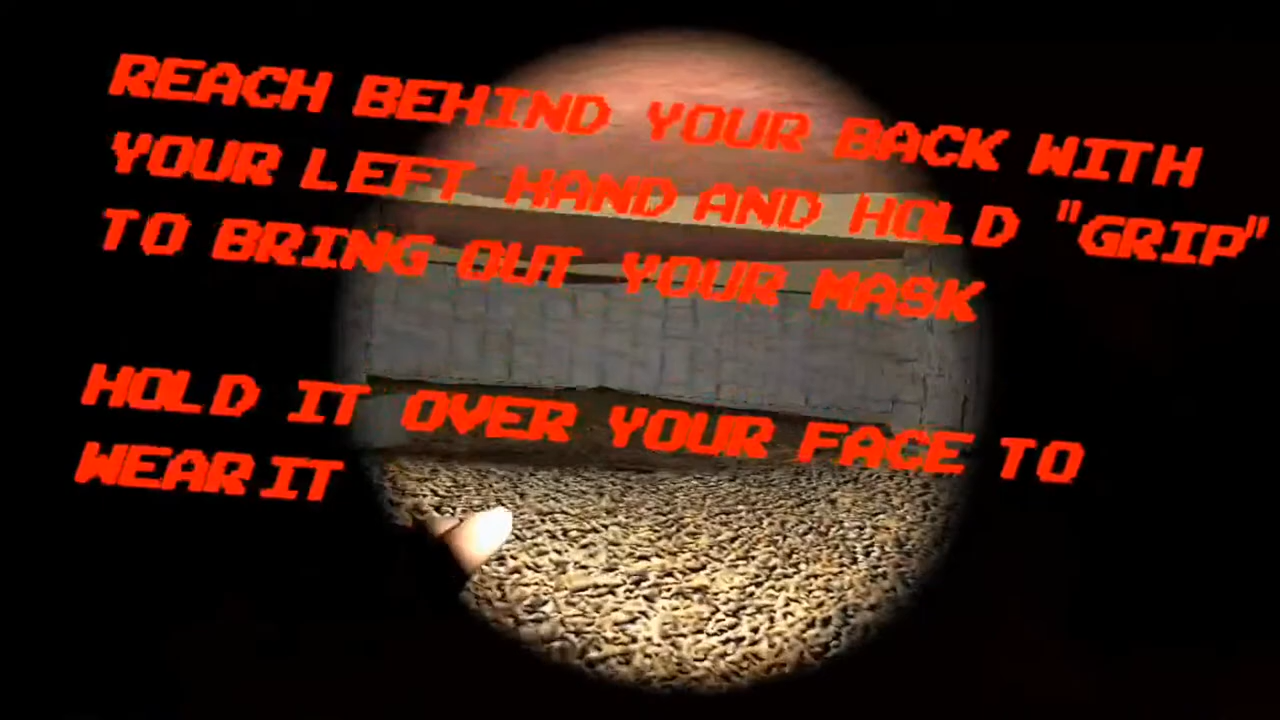 REACH BEHIND YOUR BACK WITH
YOUR LEFT HAND AND HOLD "GRIP"
TO BRING OUT YOUR MASK
HOLD IT OVER YOUR FACE TO
WEAR IT